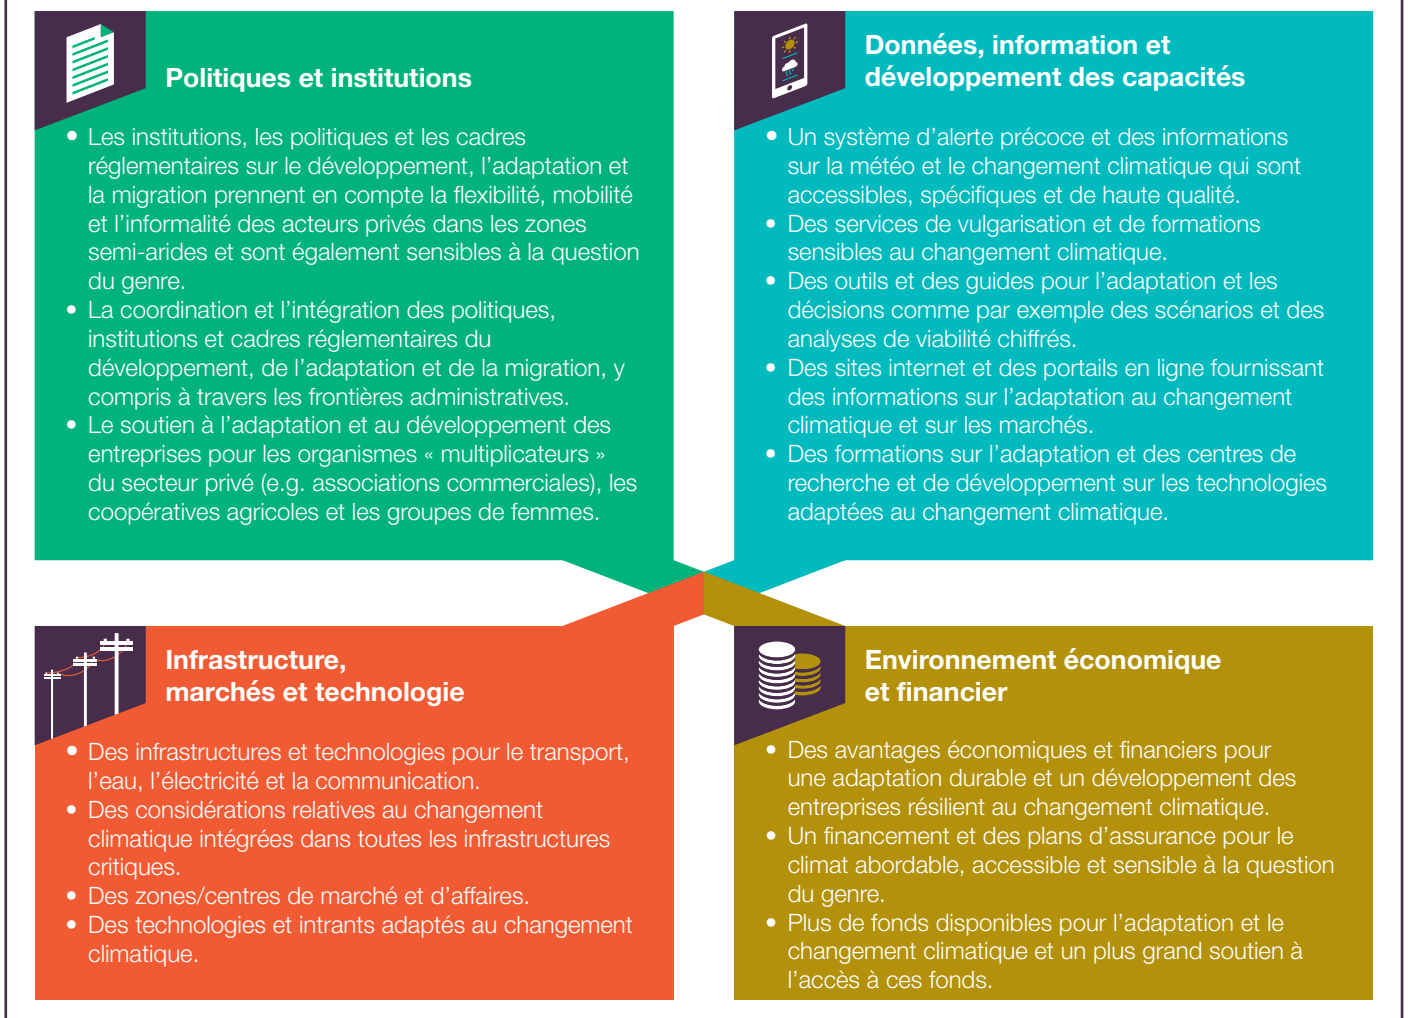 Politiques et institutions
• Les institutions, les politiques et les cadres
réglementaires sur le développement, l’adaptation et
la migration prennent en compte la flexibilité, mobilité
et l’informalité des acteurs privés dans les zones
semi-arides et sont également sensibles à la question
du genre.
• La coordination et l’intégration des politiques,
institutions et cadres réglementaires du
développement, de l’adaptation et de la migration, y
compris à travers les frontières administratives.
• Le soutien à l’adaptation et au développement des
entreprises pour les organismes « multiplicateurs »
du secteur privé (e.g. associations commerciales), les
coopératives agricoles et les groupes de femmes.
Données, information et
développement des capacités
• Un système d’alerte précoce et des informations
sur la météo et le changement climatique qui sont
accessibles, spécifiques et de haute qualité.
• Des services de vulgarisation et de formations
sensibles au changement climatique.
• Des outils et des guides pour l’adaptation et les
décisions comme par exemple des scénarios et des
analyses de viabilité chiffrés.
• Des sites internet et des portails en ligne fournissant
des informations sur l’adaptation au changement
climatique et sur les marchés.
• Des formations sur l’adaptation et des centres de
recherche et de développement sur les technologies
adaptées au changement climatique.
Infrastructure,
marchés et technologie
• Des infrastructures et technologies pour le transport,
l’eau, l’électricité et la communication.
• Des considérations relatives au changement
climatique intégrées dans toutes les infrastructures
critiques.
• Des zones/centres de marché et d’affaires.
• Des technologies et intrants adaptés au changement
climatique.
Environnement économique
et financier
• Des avantages économiques et financiers pour
une adaptation durable et un développement des
entreprises résilient au changement climatique.
• Un financement et des plans d’assurance pour le
climat abordable, accessible et sensible à la question
du genre.
• Plus de fonds disponibles pour l’adaptation et le
changement climatique et un plus grand soutien à
l’accès à ces fonds.